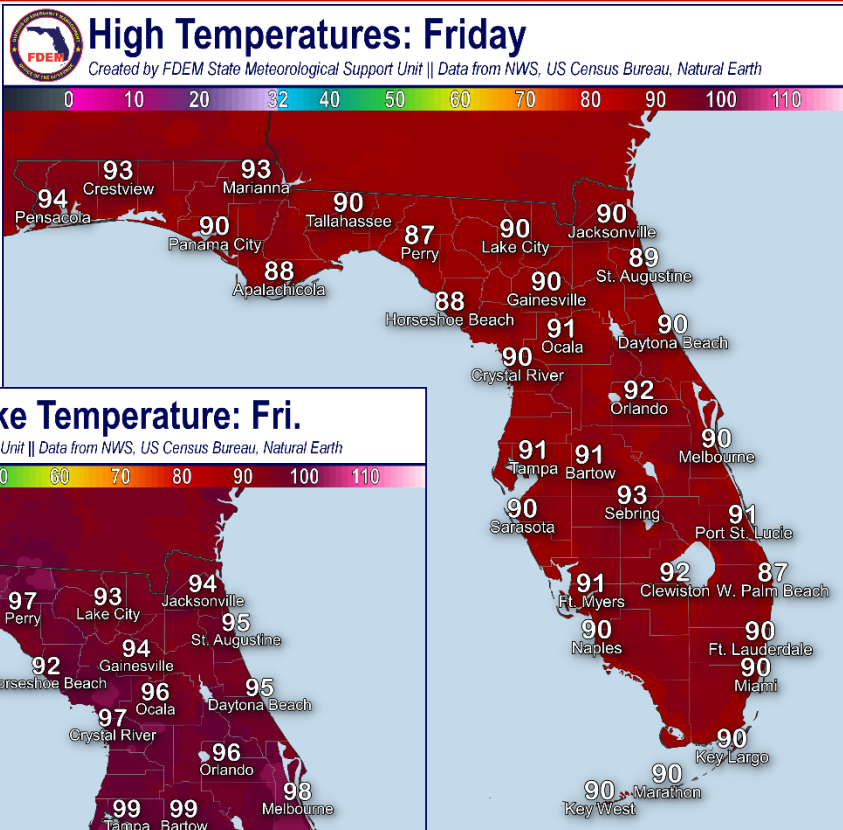 FDEM
High Temperatures: Friday
Created by FDEM State Meteorological Support Unit || Data from NWS, US Census Bureau, Natural Earth
0 10 20 32 40 50 60 70 80 90 100 110
93
Crestview
93
Marianna
94
Pensacola
90
Tallahassee
90
Panama City
87
Perry
90
Lake City
90
Jacksonville
88
Apalachicola
89
St. Augustine
90
Gainesville
88
Horseshoe Beach
91
Ocala
90
Daytona Beach
90
Crystal River
92
Orlando
90
Melbourne
91
Tampa
91
Bartow
93
Sebring
90
Sarasota
91
Port St. Lucie
91
Ft. Myers
92
Clewiston
87
W. Palm Beach
90
Naples
90
Ft. Lauderdale
90
Miami
90
Key Largo
90
Marathon
90
Key West
ke Temperature: Fri.
Unit || Data from NWS, US Census Bureau, Natural Earth
0 60 70 80 90 100 110
97
Perry
93
Lake City
94
Jacksonville
95
St. Augustine
94
Gainesville
92
orseshoe Beach
96
Ocala
95
Daytona Beach
97
Crystal River
96
Orlando
98
Melbourne
99
Tampa
99
Bartow